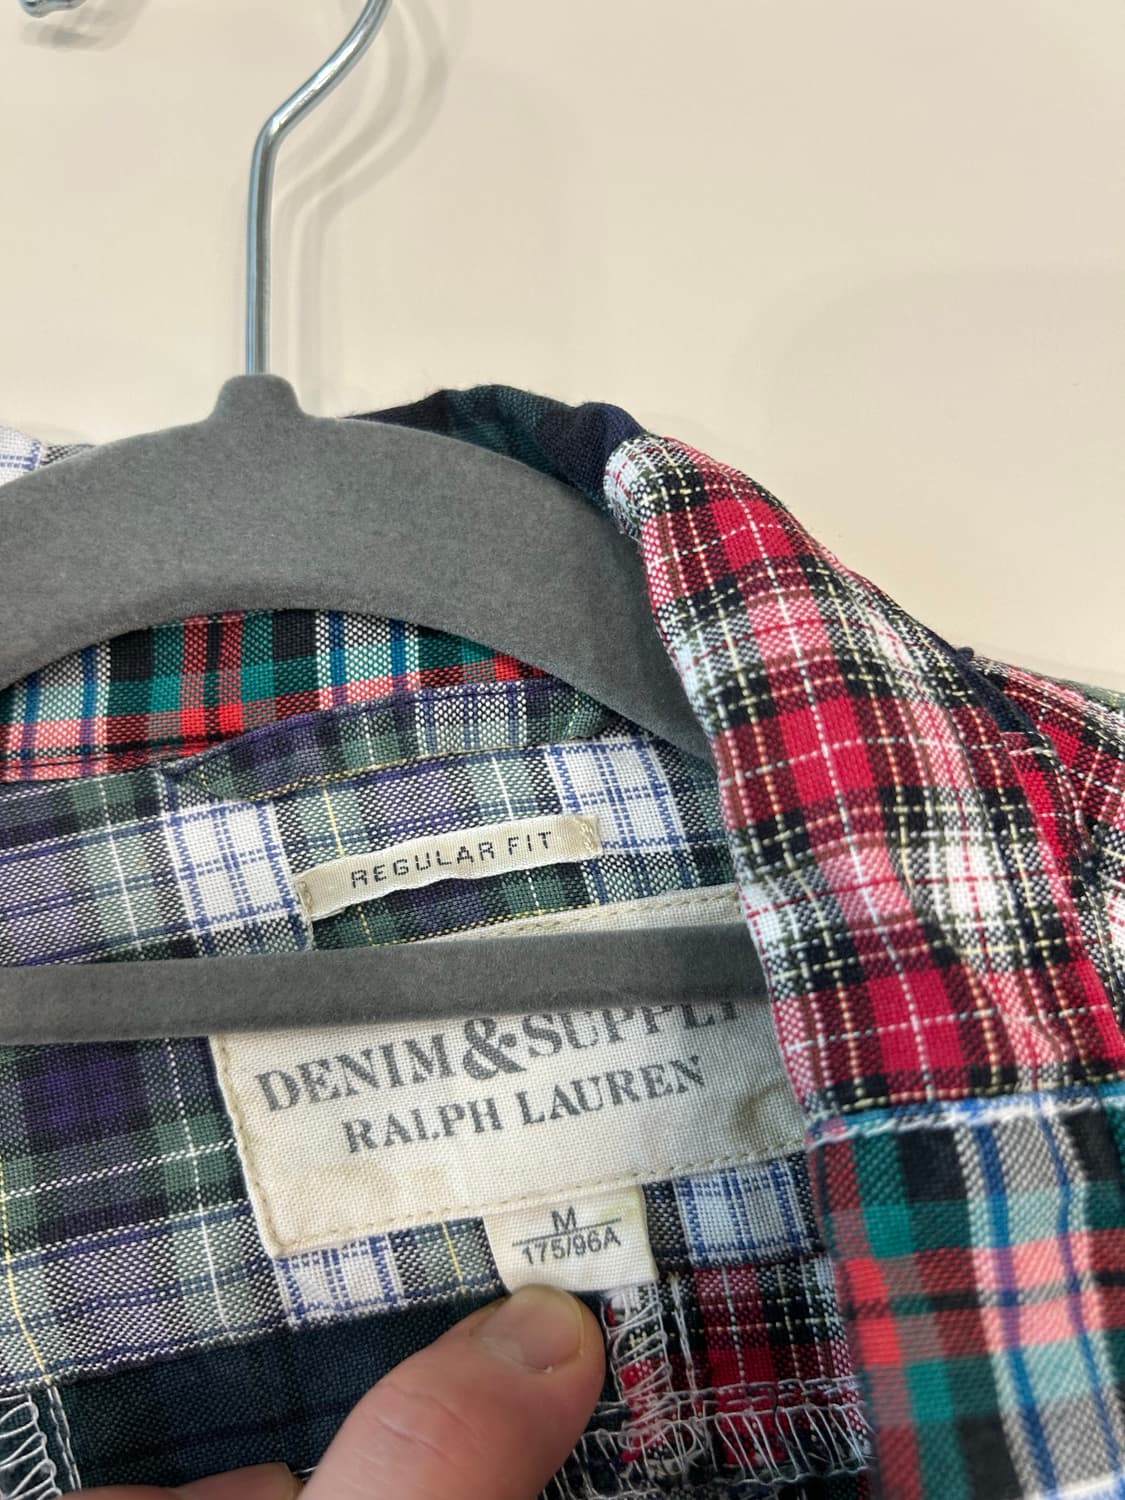 REGULAR FIT
DENIM & SUPPLY
RALPH LAUREN
M
175/96A